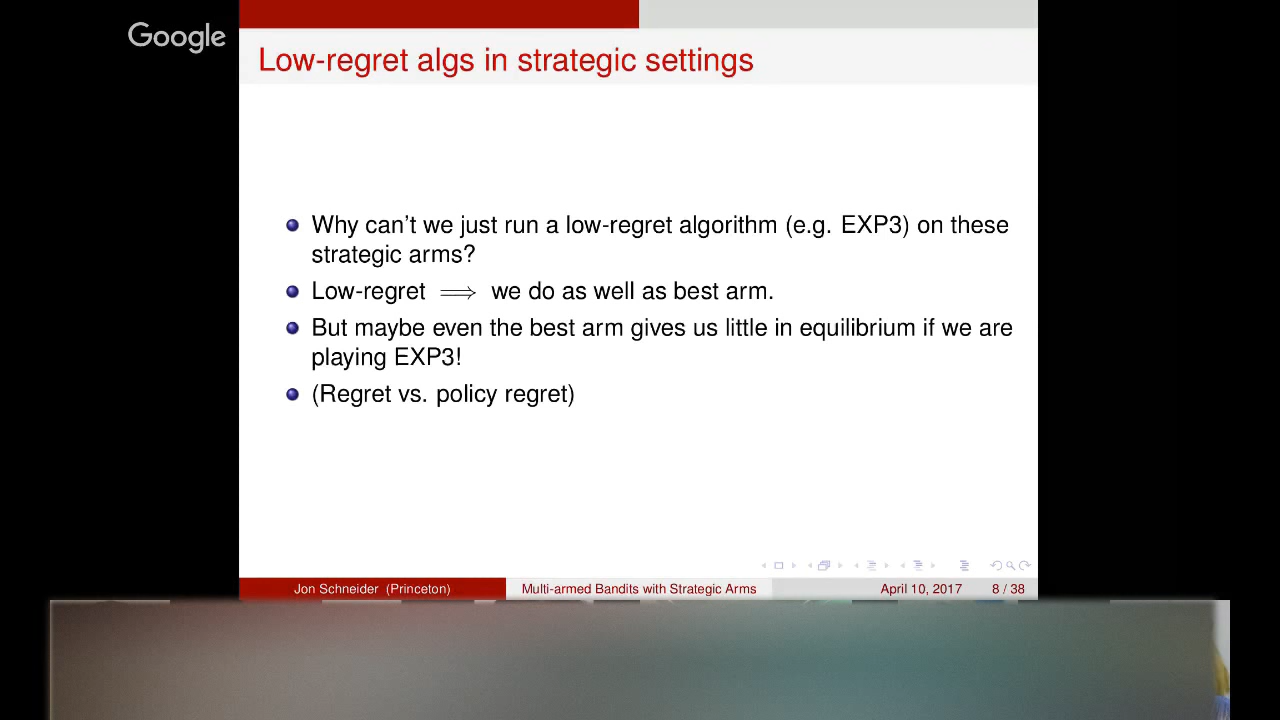 Google
Low-regret algs in strategic settings
Why can't we just run a low-regret algorithm (e.g. EXP3) on these
strategic arms?
Low-regret ⟹ we do as well as best arm.
But maybe even the best arm gives us little in equilibrium if we are
playing EXP3!
(Regret vs. policy regret)
Jon Schneider (Princeton) Multi-armed Bandits with Strategic Arms April 10, 2017 8 / 38